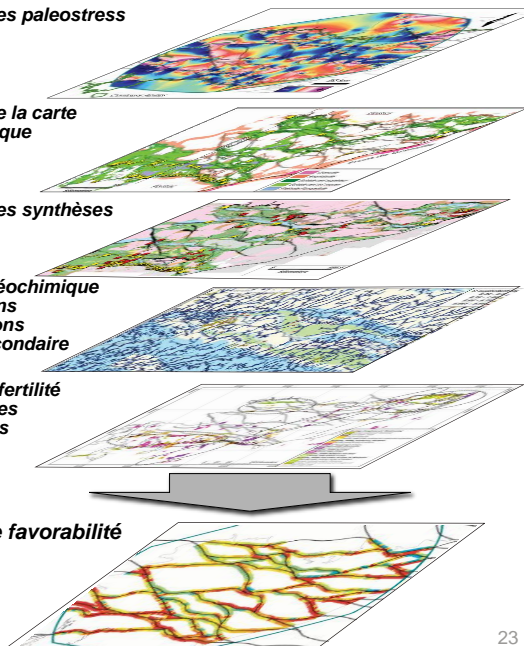 es paleostress
e la carte
que
es synthèses
éochimique
ns
ons
condaire
fertilité
es
s
e favorabilité
23